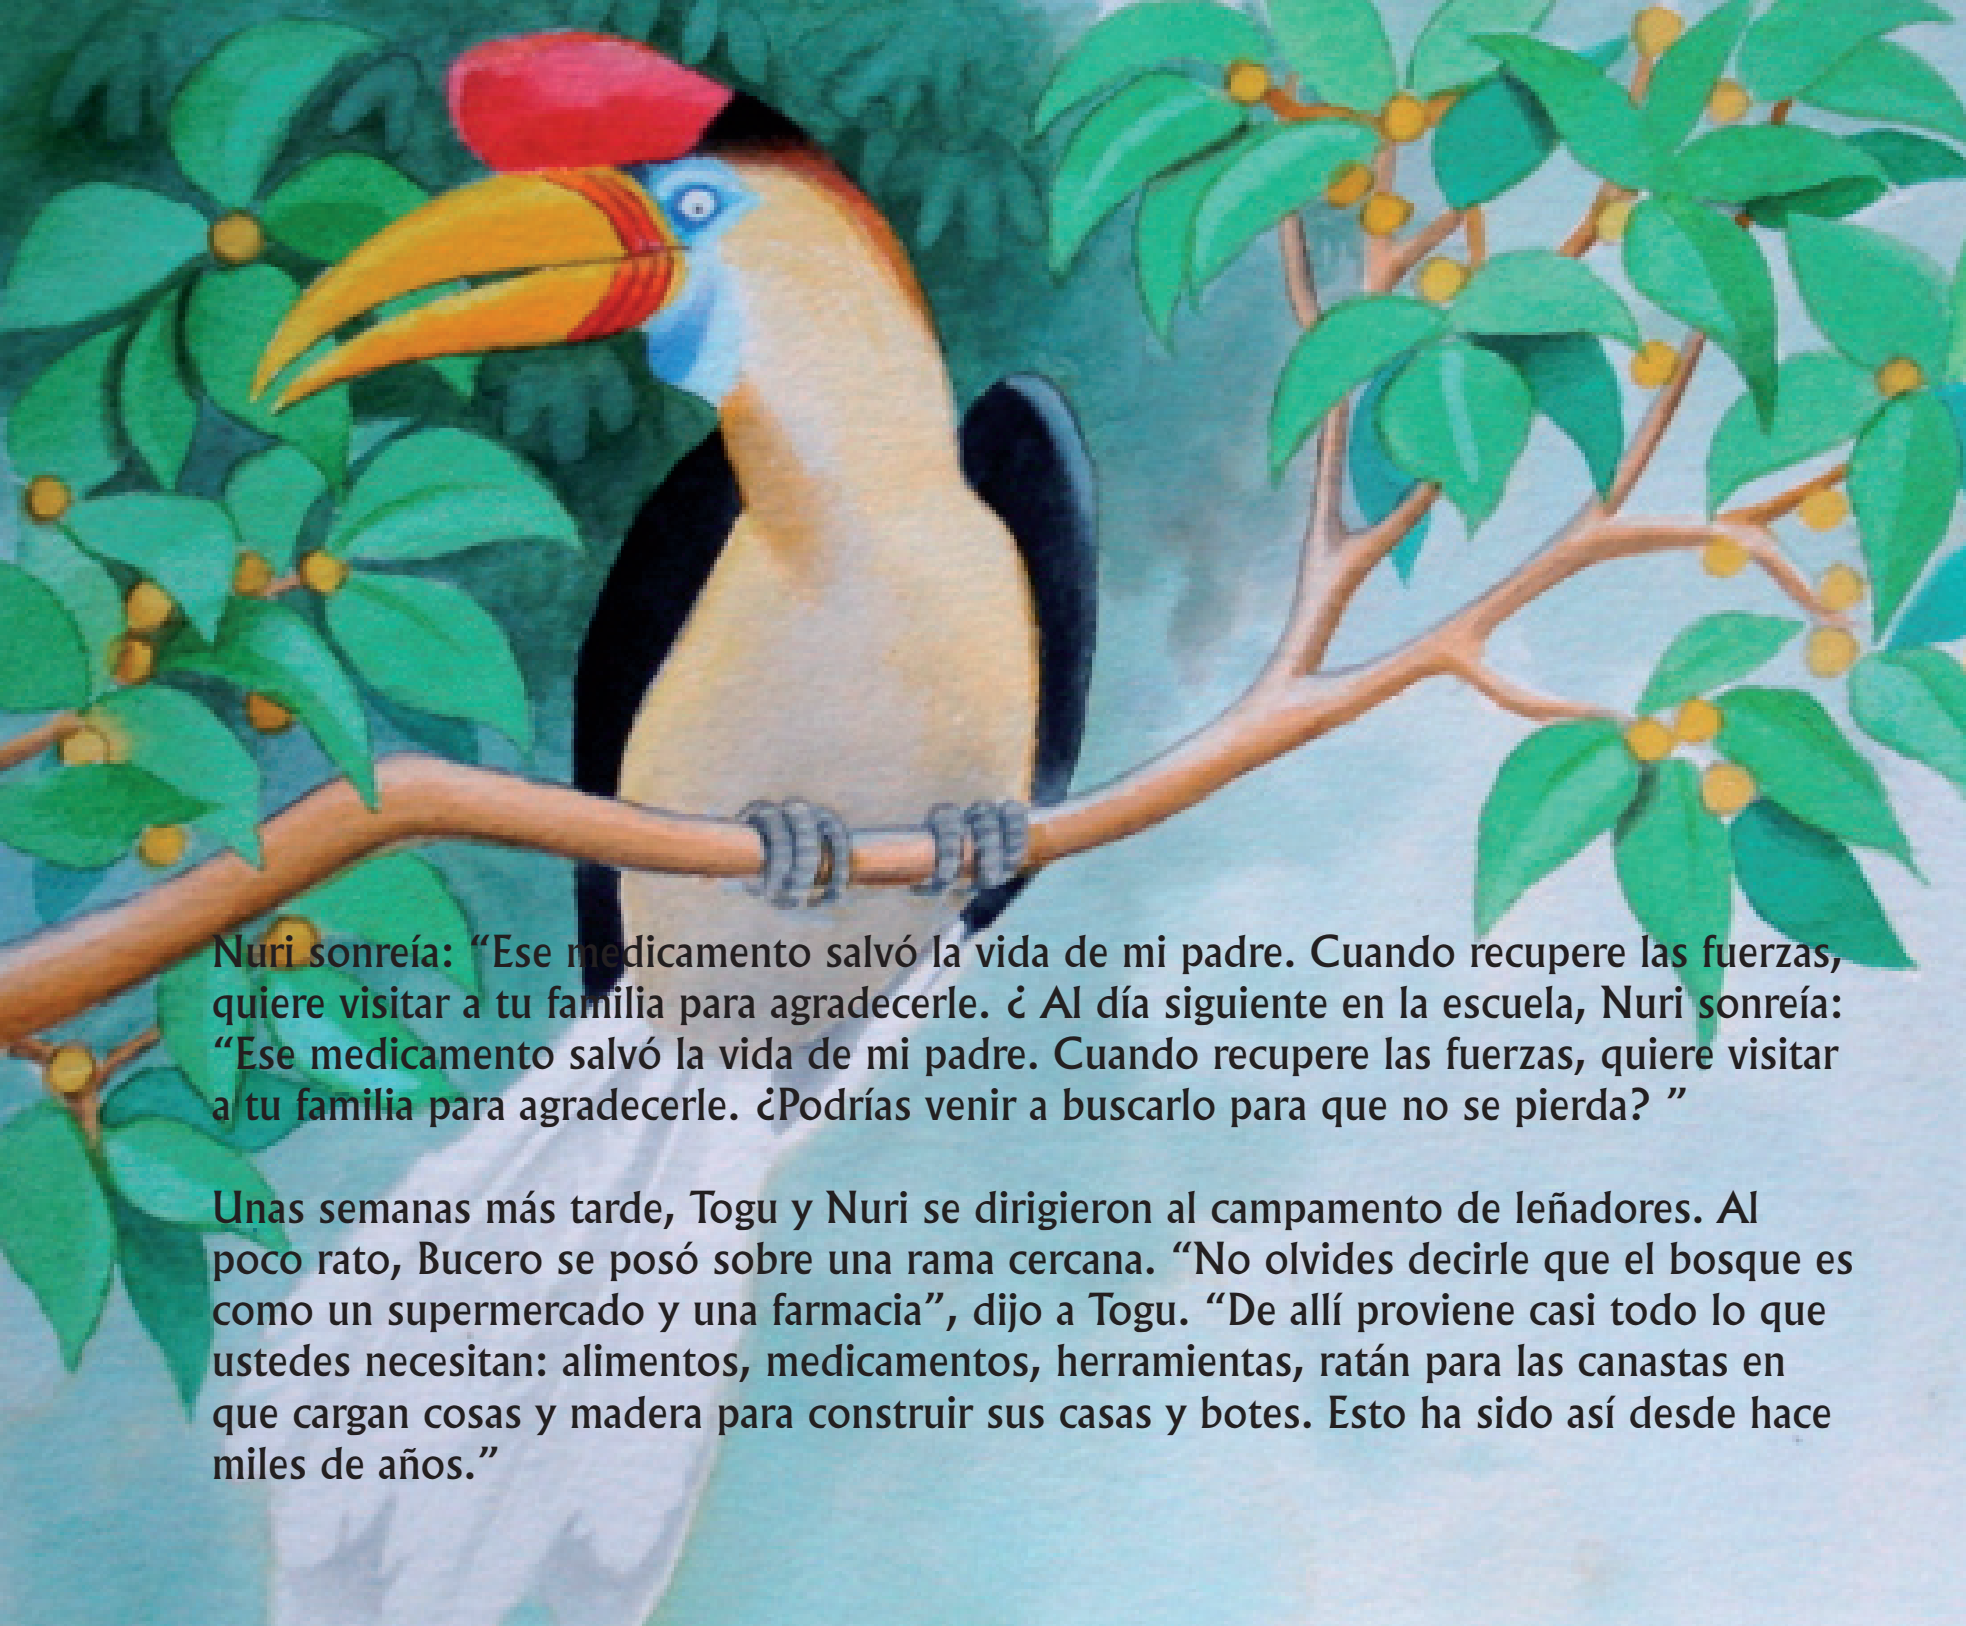 Nuri sonreía: “Ese medicamento salvó la vida de mi padre. Cuando recupere las fuerzas,
quiere visitar a tu familia para agradecerle. ¿ Al día siguiente en la escuela, Nuri sonreía:
“Ese medicamento salvó la vida de mi padre. Cuando recupere las fuerzas, quiere visitar
a tu familia para agradecerle. ¿Podrías venir a buscarlo para que no se pierda? ”
Unas semanas más tarde, Togu y Nuri se dirigieron al campamento de leñadores. Al
poco rato, Bucero se posó sobre una rama cercana. “No olvides decirle que el bosque es
como un supermercado y una farmacia”, dijo a Togu. “De allí proviene casi todo lo que
ustedes necesitan: alimentos, medicamentos, herramientas, ratán para las canastas en
que cargan cosas y madera para construir sus casas y botes. Esto ha sido así desde hace
miles de años.”